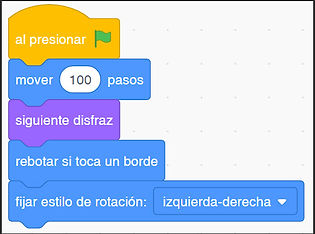 al presionar
mover 100 pasos
siguiente disfraz
rebotar si toca un borde
fijar estilo de rotación: izquierda-derecha